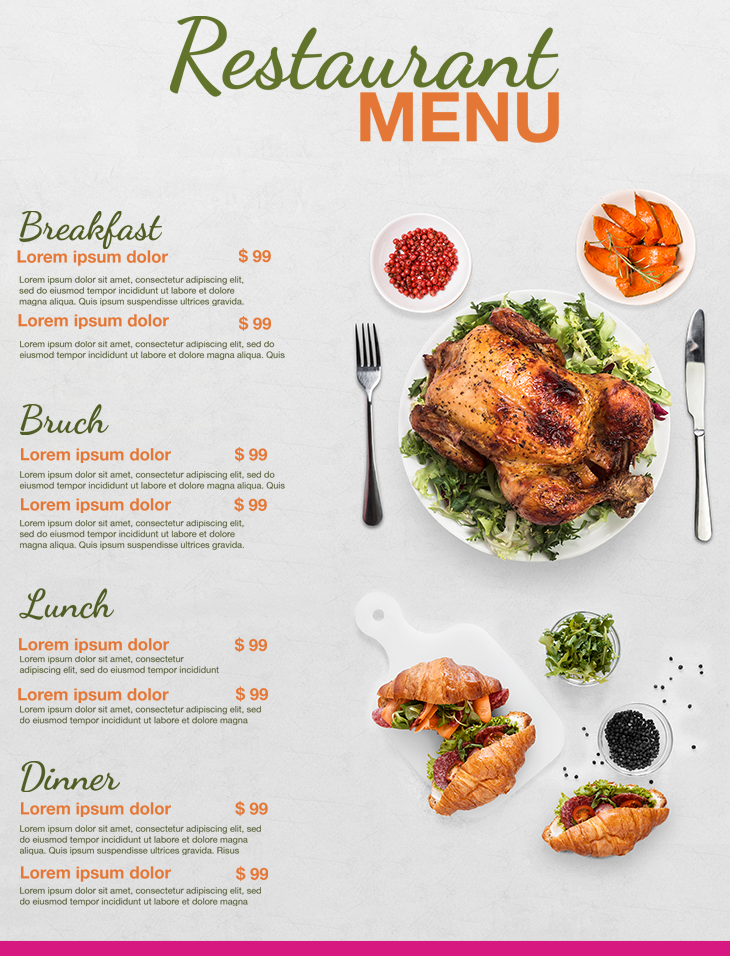 Restaurant
MENU
Breakfast
Lorem ipsum dolor $ 99
Lorem ipsum dolor sit amet, consectetur adipiscing elit,
sed do eiusmod tempor incididunt ut labore et dolore
magna aliqua. Quis ipsum suspendisse ultrices gravida.
Lorem ipsum dolor $ 99
Lorem ipsum dolor sit amet, consectetur adipiscing elit, sed do
eiusmod tempor incididunt ut labore et dolore magna aliqua. Quis
Bruch
Lorem ipsum dolor $ 99
Lorem ipsum dolor sit amet, consectetur adipiscing elit, sed do
eiusmod tempor incididunt ut labore et dolore magna aliqua. Quis
Lorem ipsum dolor $ 99
Lorem ipsum dolor sit amet, consectetur adipiscing elit,
sed do eiusmod tempor incididunt ut labore et dolore
magna aliqua. Quis ipsum suspendisse ultrices gravida.
Lunch
Lorem ipsum dolor $ 99
Lorem ipsum dolor sit amet, consectetur
adipiscing elit, sed do eiusmod tempor incididunt
Lorem ipsum dolor $ 99
Lorem ipsum dolor sit amet, consectetur adipiscing elit, sed
do eiusmod tempor incididunt ut labore et dolore magna
Dinner
Lorem ipsum dolor $ 99
Lorem ipsum dolor sit amet, consectetur adipiscing elit, sed
do eiusmod tempor incididunt ut labore et dolore magna
aliqua. Quis ipsum suspendisse ultrices gravida. Risus
Lorem ipsum dolor $ 99
Lorem ipsum dolor sit amet, consectetur adipiscing elit, sed
do eiusmod tempor incididunt ut labore et dolore magna